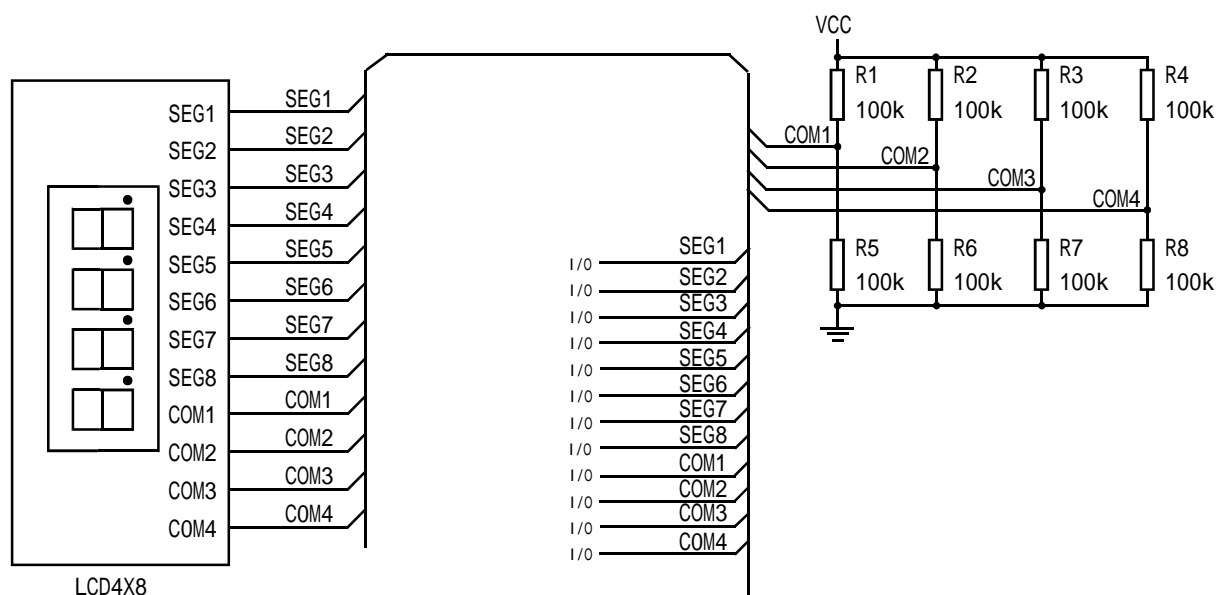 VCC
R1
100k
R2
100k
R3
100k
R4
100k
COM1
COM2
COM3
COM4
R5
100k
R6
100k
R7
100k
R8
100k
SEG1 SEG1
SEG2 SEG2
SEG3 SEG3
SEG4 SEG4
SEG5 SEG5
SEG6 SEG6
SEG7 SEG7
SEG8 SEG8
COM1 COM1
COM2 COM2
COM3 COM3
COM4 COM4
LCD4X8
I/O SEG1
I/O SEG2
I/O SEG3
I/O SEG4
I/O SEG5
I/O SEG6
I/O SEG7
I/O SEG8
I/O COM1
I/O COM2
I/O COM3
I/O COM4